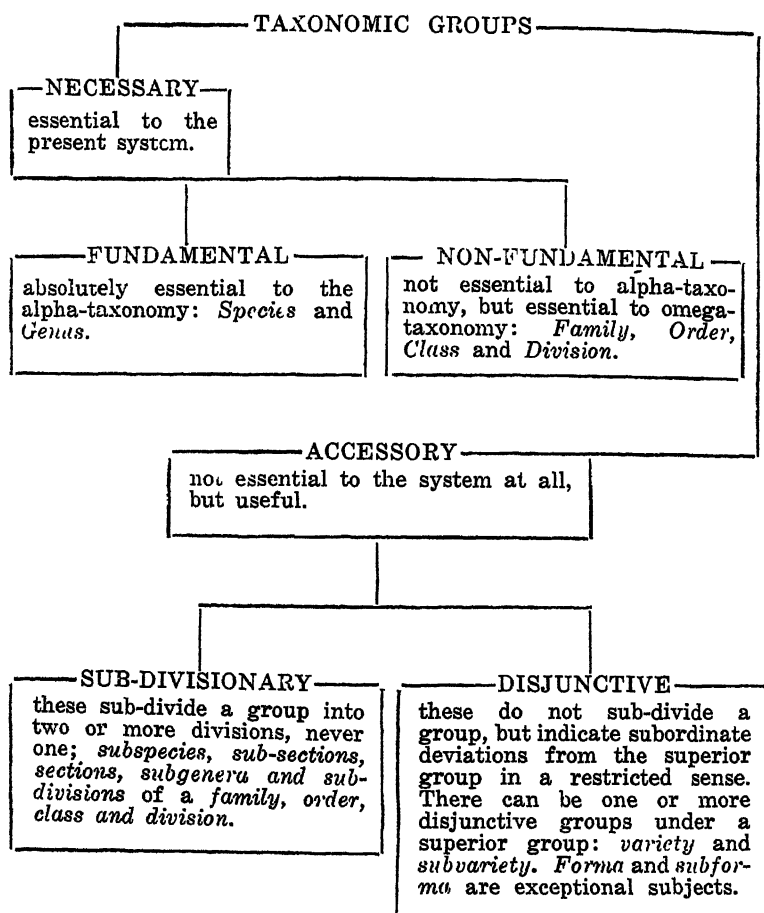 TAXONOMIC GROUPS
NECESSARY
essential to the
present system.
FUNDAMENTAL
absolutely essential to the
alpha-taxonomy: Species and
Genus.
NON-FUNDAMENTAL
not essential to alpha-taxo-
nomy, but essential to omega-
taxonomy: Family, Order,
Class and Division.
ACCESSORY
not essential to the system at all,
but useful.
SUB-DIVISIONARY
these sub-divide a group into
two or more divisions, never
one; subspecies, sub-sections,
sections, subgenera and sub-
divisions of a family, order,
class and division.
DISJUNCTIVE
these do not sub-divide a
group, but indicate subordinate
deviations from the superior
group in a restricted sense.
There can be one or more
disjunctive groups under a
superior group: variety and
subvariety. Forma and subfor-
ma are exceptional subjects.